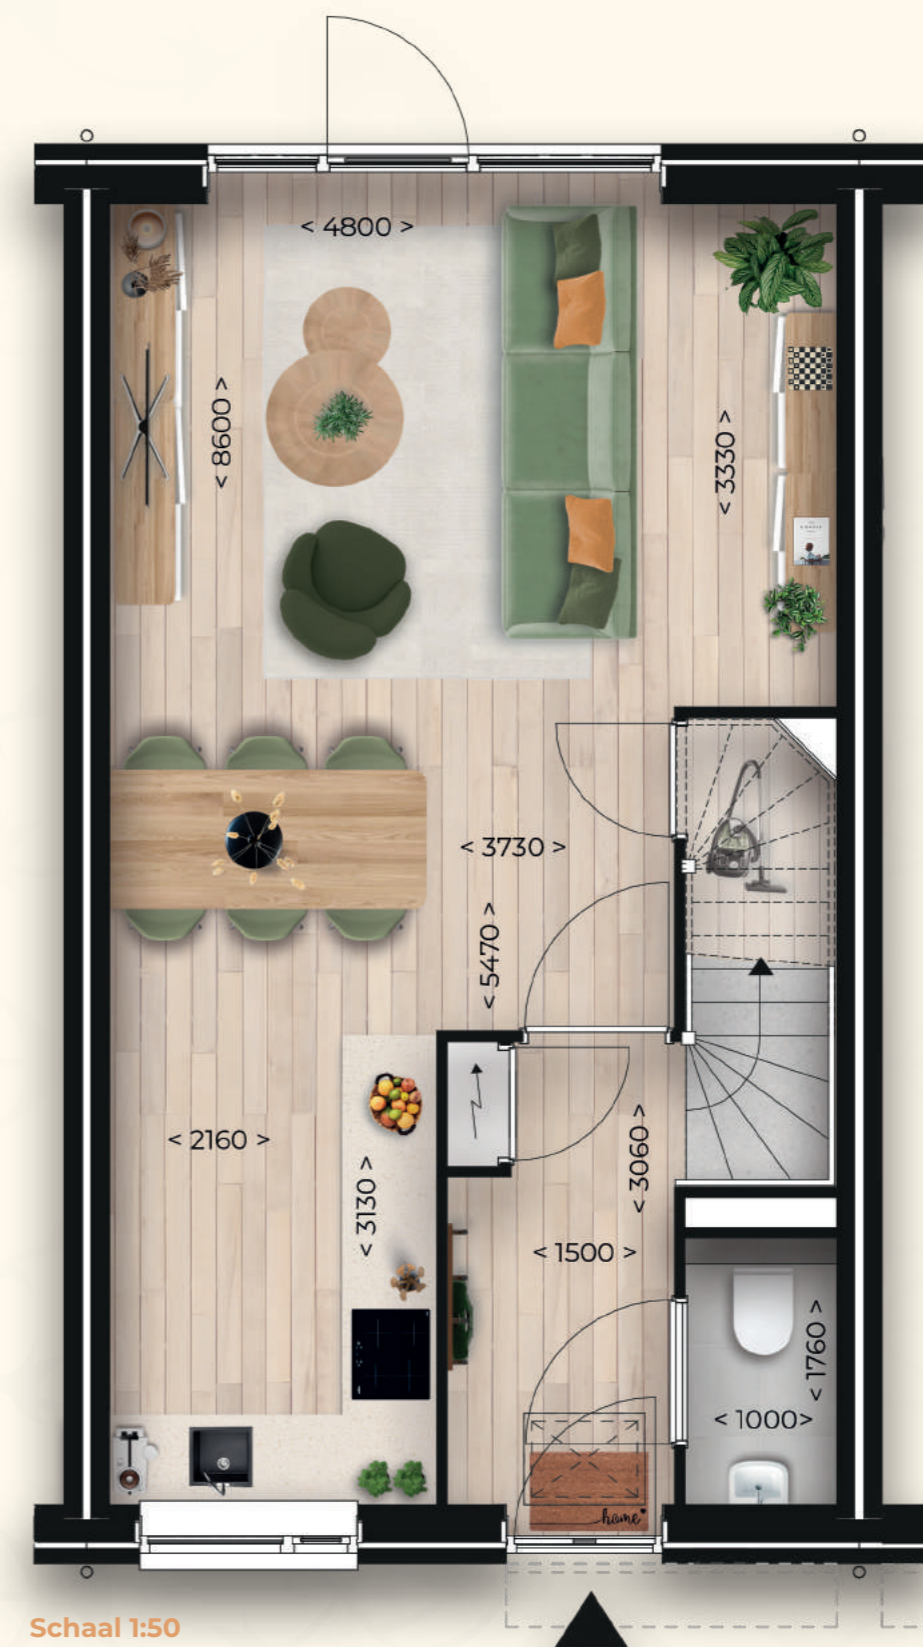 < 4800 >
< 8600 >
< 3330 >
< 3730 >
< 5470 >
< 2160 >
< 3130 >
< 3060 >
< 1500 >
< 1760 >
< 1000>
home
Schaal 1:50